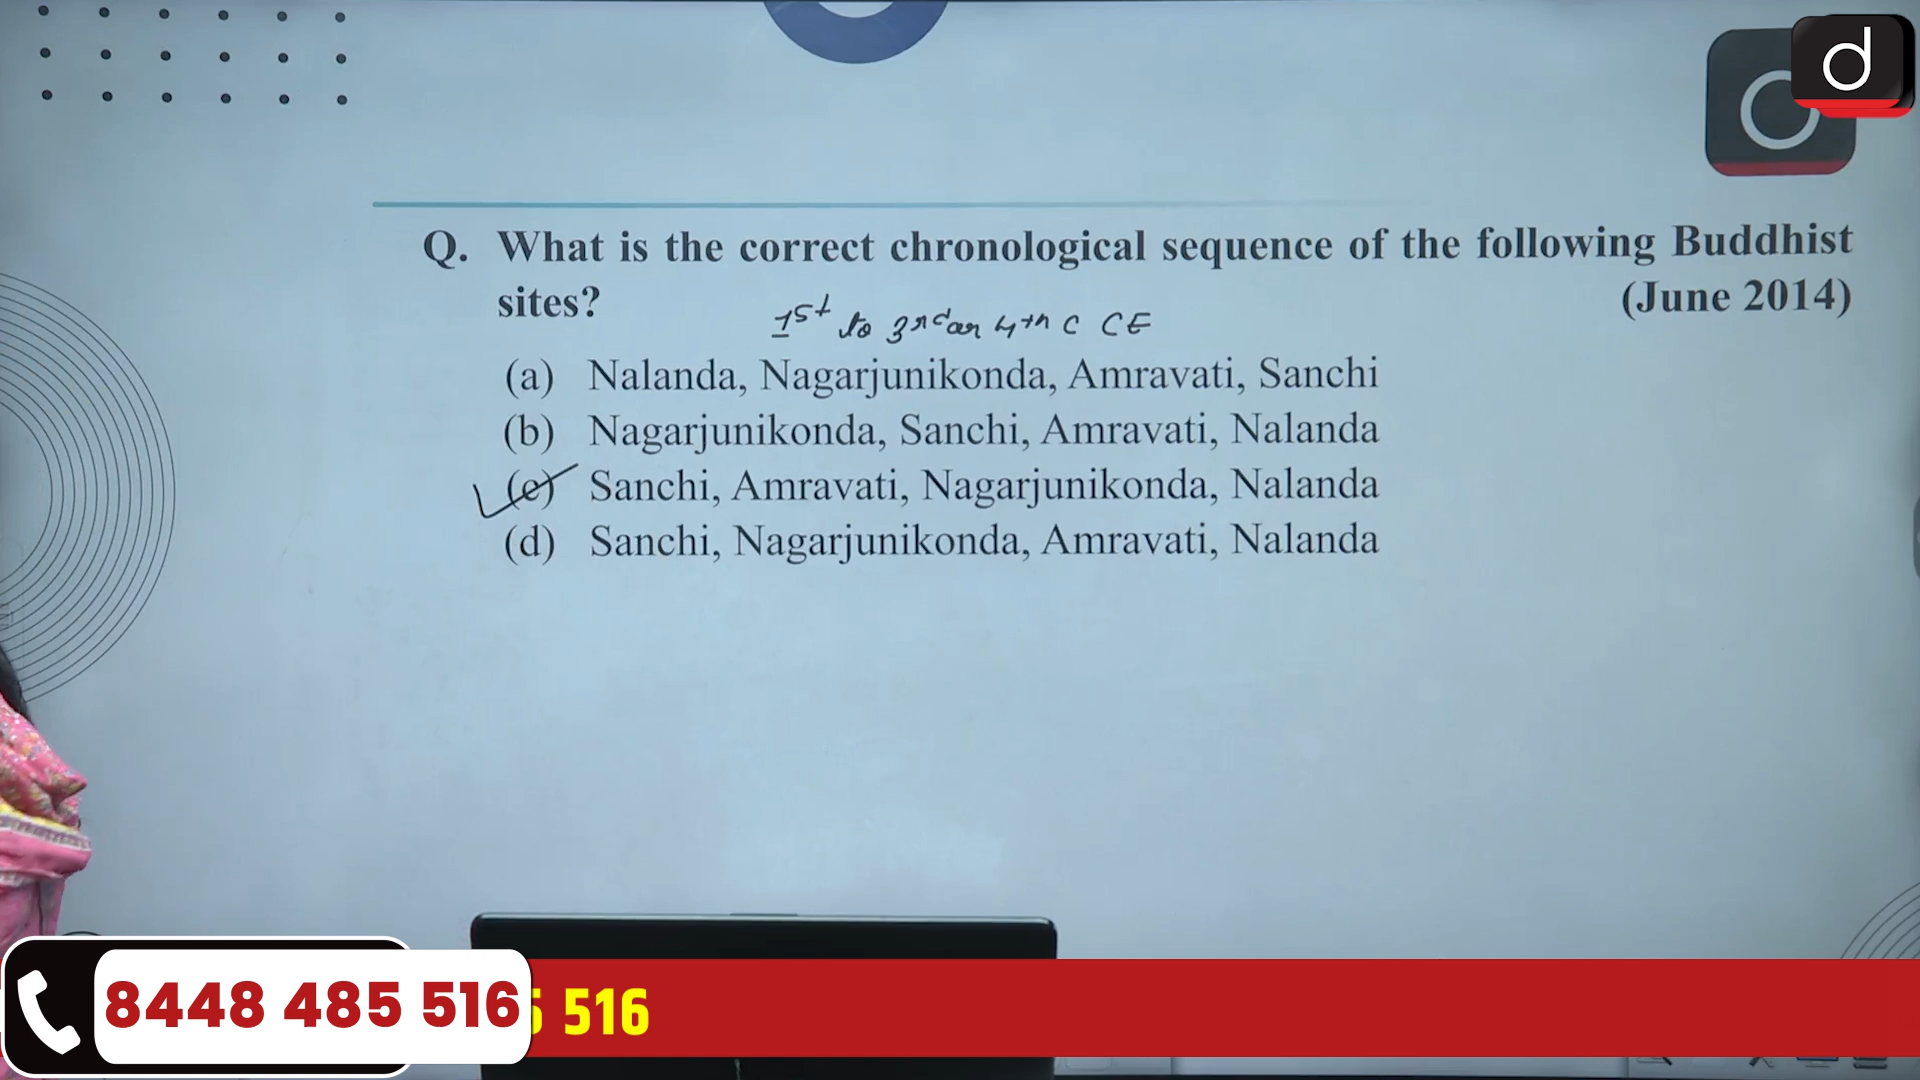 d
Q. What is the correct chronological sequence of the following Buddhist
sites? (June 2014)
1st to 3rd or 4th C CE
(a) Nalanda, Nagarjunikonda, Amravati, Sanchi
(b) Nagarjunikonda, Sanchi, Amravati, Nalanda
(c) Sanchi, Amravati, Nagarjunikonda, Nalanda
(d) Sanchi, Nagarjunikonda, Amravati, Nalanda
8448 485 516
516